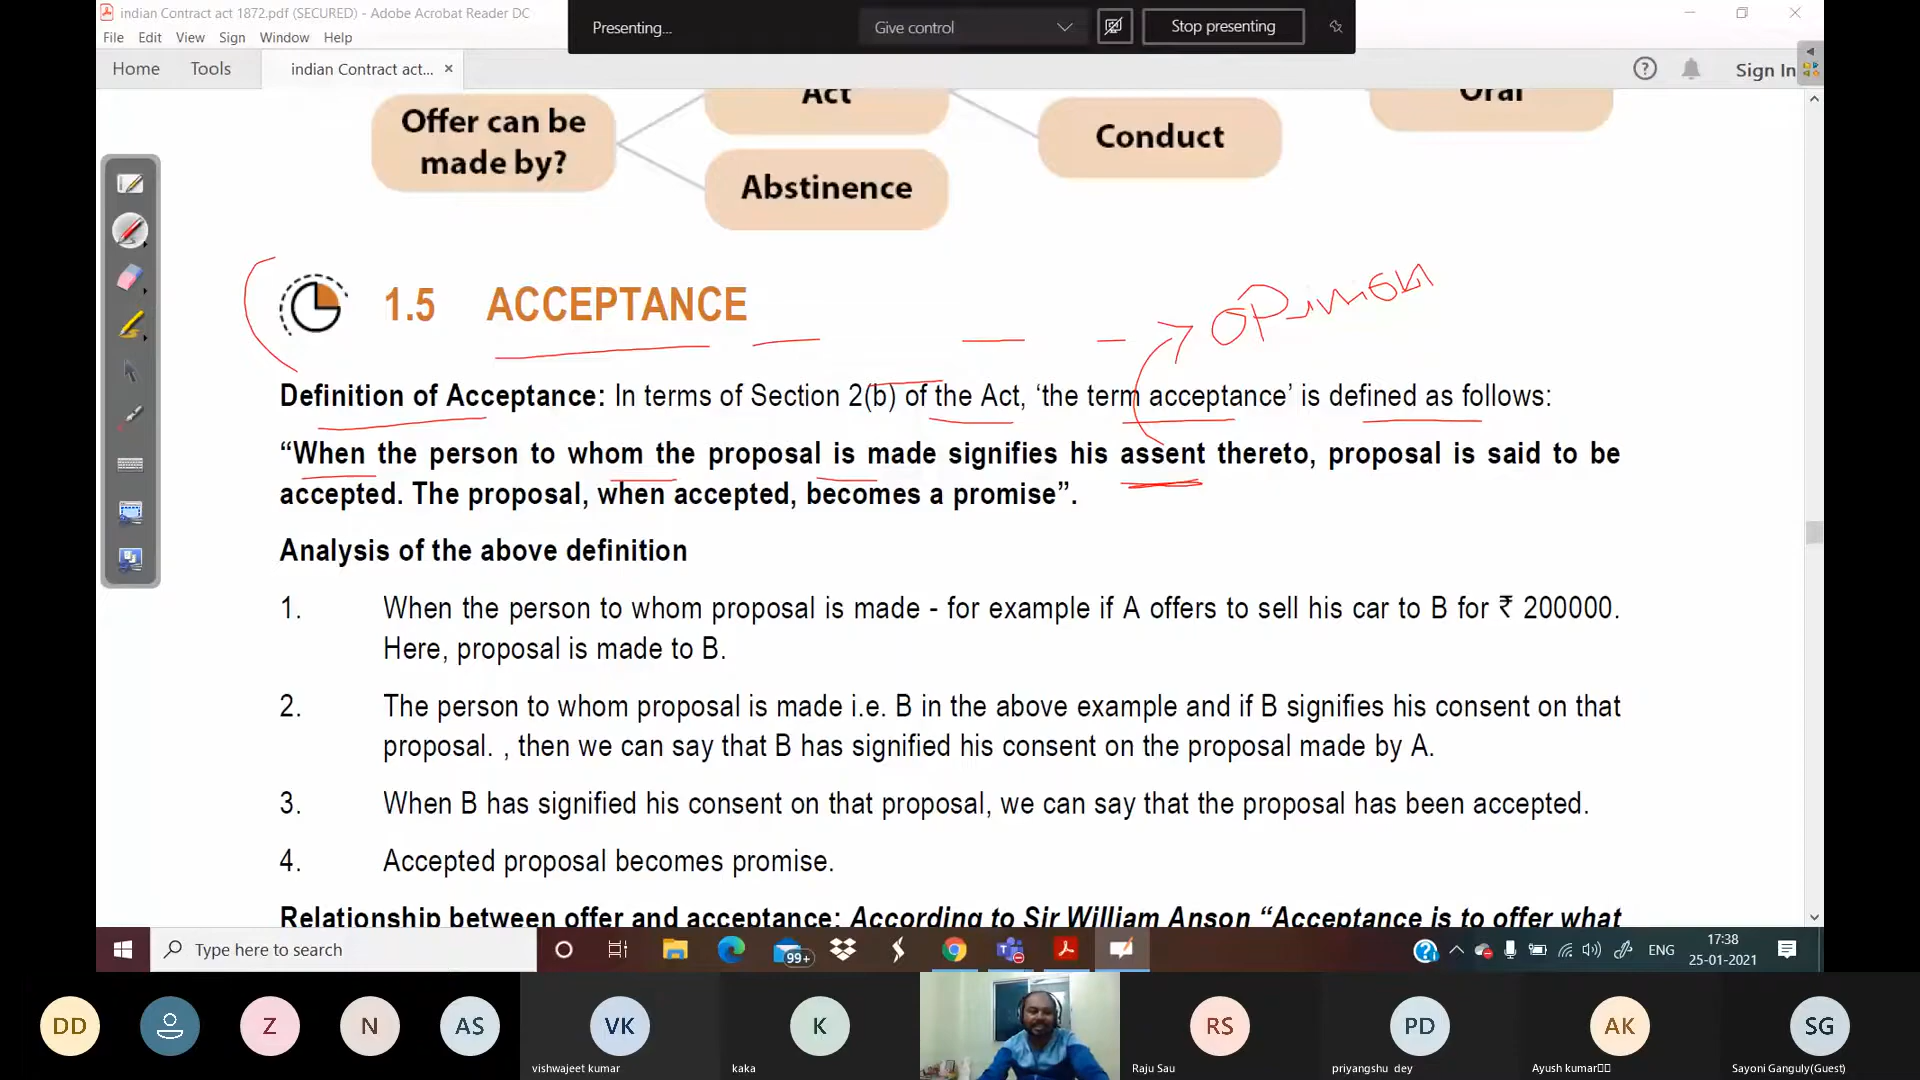 indian Contract act 1872.pdf (SECURED) - Adobe Acrobat Reader DC
Presenting...
Give control
Stop presenting
File Edit View Sign Window Help
Home Tools indian Contract act... × Sign In
Offer can be
made by?
Act
Conduct
Oral
Abstinence
1.5 ACCEPTANCE
OPinion
Definition of Acceptance: In terms of Section 2(b) of the Act, ‘the term acceptance’ is defined as follows:
“When the person to whom the proposal is made signifies his assent thereto, proposal is said to be
accepted. The proposal, when accepted, becomes a promise”.
Analysis of the above definition
1. When the person to whom proposal is made - for example if A offers to sell his car to B for ₹ 200000.
Here, proposal is made to B.
2. The person to whom proposal is made i.e. B in the above example and if B signifies his consent on that
proposal. , then we can say that B has signified his consent on the proposal made by A.
3. When B has signified his consent on that proposal, we can say that the proposal has been accepted.
4. Accepted proposal becomes promise.
Relationship between offer and acceptance: According to Sir William Anson “Acceptance is to offer what
Type here to search
99+
ENG
17:38
25-01-2021
DD Z N AS VK K RS PD AK SG
vishwajeet kumar kaka Raju Sau priyangshu dey Ayush kumar Sayoni Ganguly(Guest)